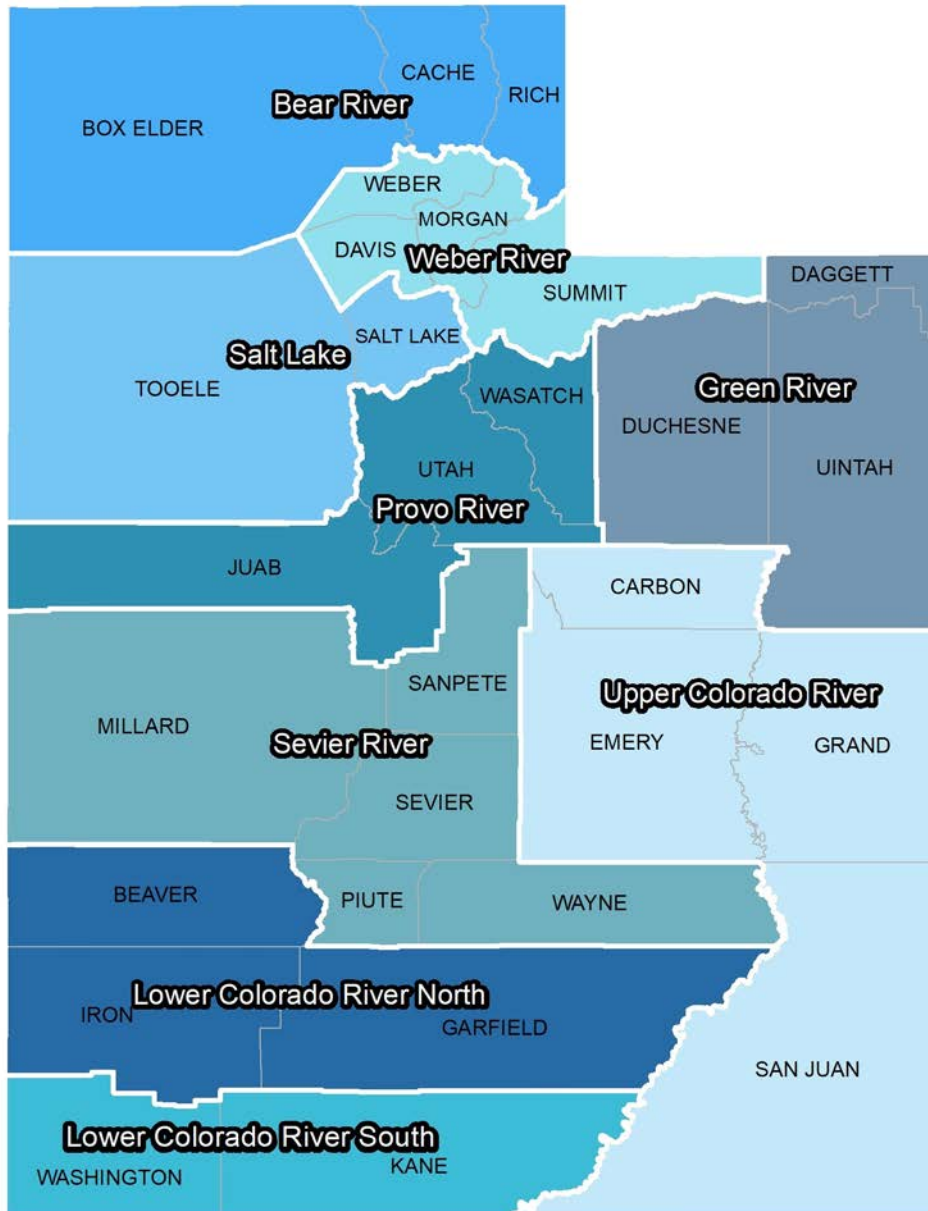 CACHE
RICH
Bear River
BOX ELDER
WEBER
MORGAN
DAVIS
Weber River
DAGGETT
SUMMIT
SALT LAKE
Salt Lake
TOOELE
WASATCH
Green River
DUCHESNE
UTAH
UINTAH
Provo River
JUAB
CARBON
SANPETE
Upper Colorado River
MILLARD
Sevier River
EMERY
GRAND
SEVIER
BEAVER
PIUTE
WAYNE
Lower Colorado River North
IRON
GARFIELD
SAN JUAN
Lower Colorado River South
KANE
WASHINGTON